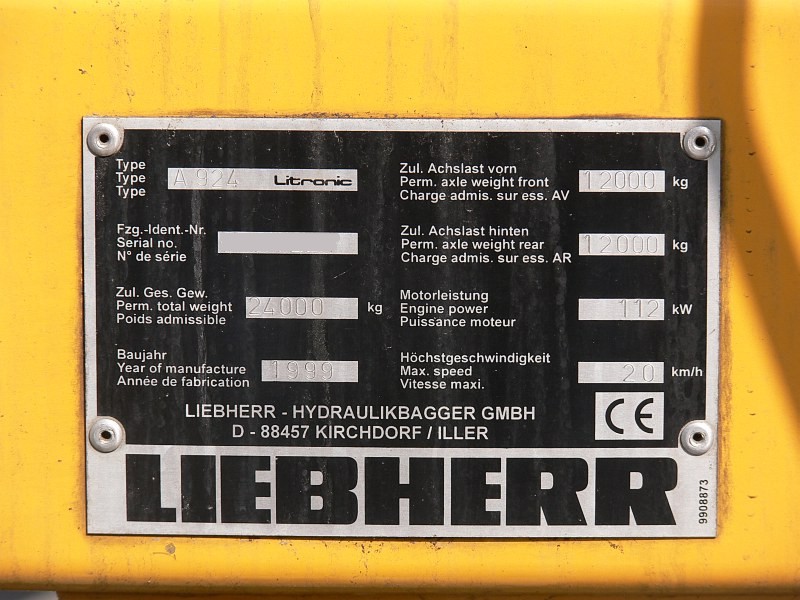 Type
Type A 924 Litronic
Type
Fzg.-Ident.-Nr.
Serial no.
N° de série
Zul. Ges. Gew.
Perm. total weight 24000 kg
Poids admissible
Baujahr
Year of manufacture 1999
Année de fabrication
Zul. Achslast vorn
Perm. axle weight front 12000 kg
Charge admis. sur ess. AV
Zul. Achslast hinten
Perm. axle weight rear 12000 kg
Charge admis. sur ess. AR
Motorleistung
Engine power 112 kW
Puissance moteur
Höchstgeschwindigkeit
Max. speed 20 km/h
Vitesse maxi.
LIEBHERR - HYDRAULIKBAGGER GMBH
D - 88457 KIRCHDORF / ILLER
CE
LIEBHERR
9908873